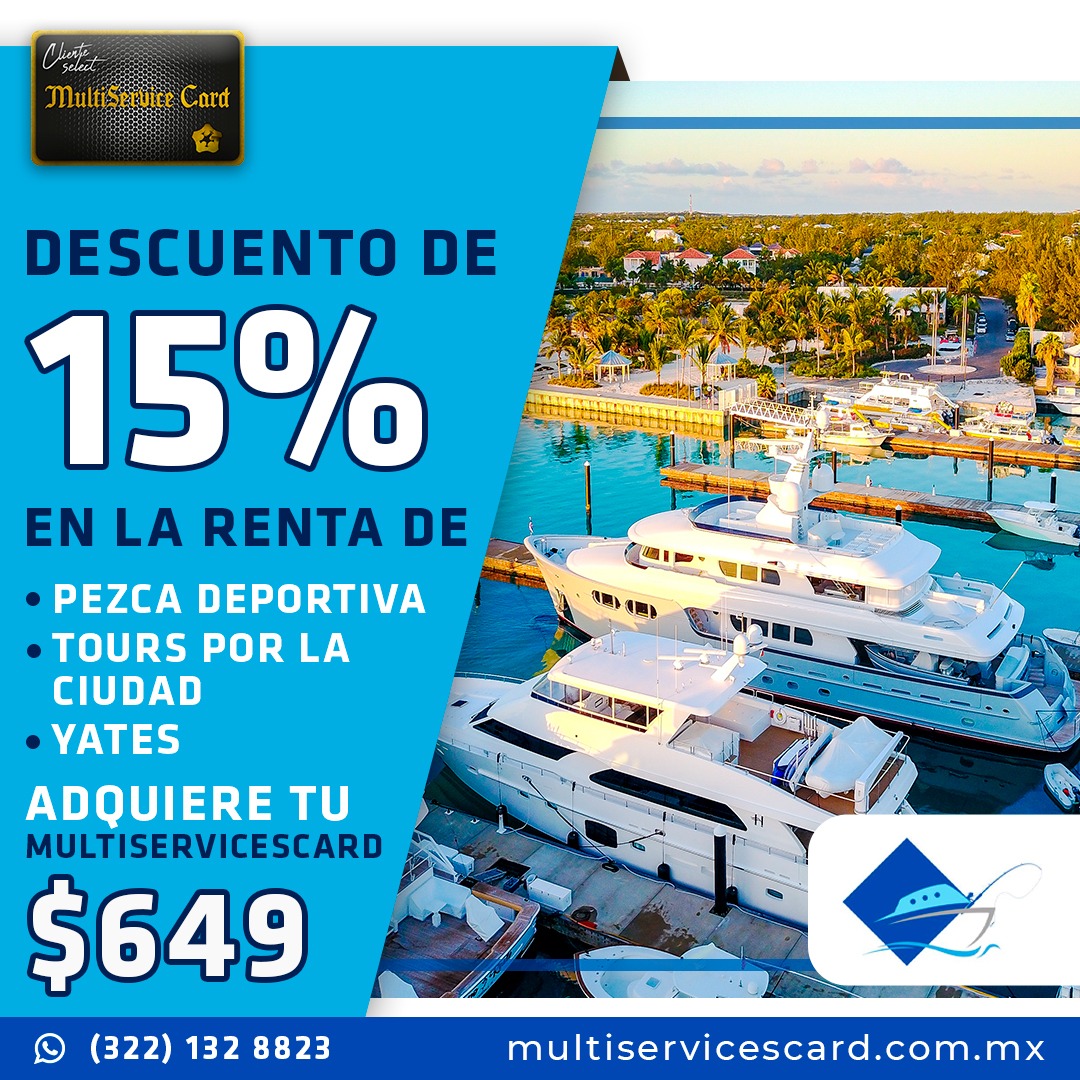 Cliente
select
MultiService Card
DESCUENTO DE
15%
EN LA RENTA DE
• PEZCA DEPORTIVA
• TOURS POR LA
CIUDAD
• YATES
ADQUIERE TU
MULTISERVICESCARD
$649
(322) 132 8823
multiservicescard.com.mx